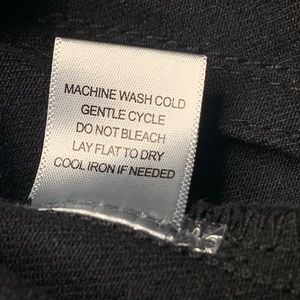 MACHINE WASH COLD
GENTLE CYCLE
DO NOT BLEACH
LAY FLAT TO DRY
COOL IRON IF NEEDED